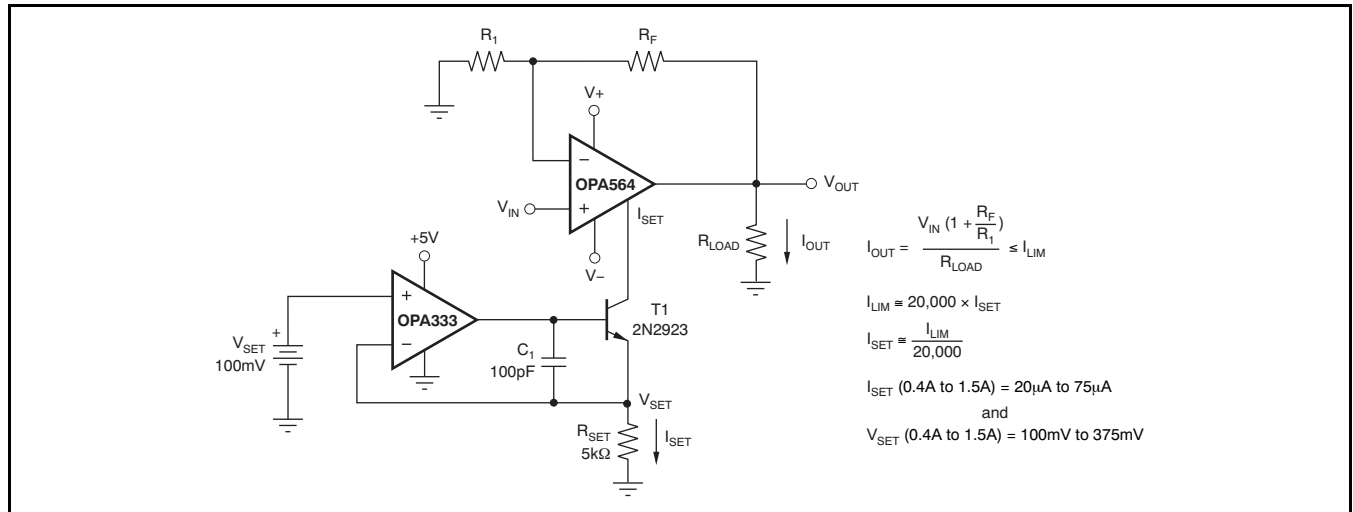 R1
RF
V+
−
OPA564
VOUT
VIN
+
ISET
RLOAD
IOUT
V−
+5V
+
OPA333
−
T1
2N2923
VSET
100mV
+
C1
100pF
VSET
RSET
5kΩ
ISET
IOUT = VIN (1 + RF/R1) / RLOAD ≤ ILIM
ILIM ≅ 20,000 × ISET
ISET ≅ ILIM / 20,000
ISET (0.4A to 1.5A) = 20μA to 75μA
and
VSET (0.4A to 1.5A) = 100mV to 375mV